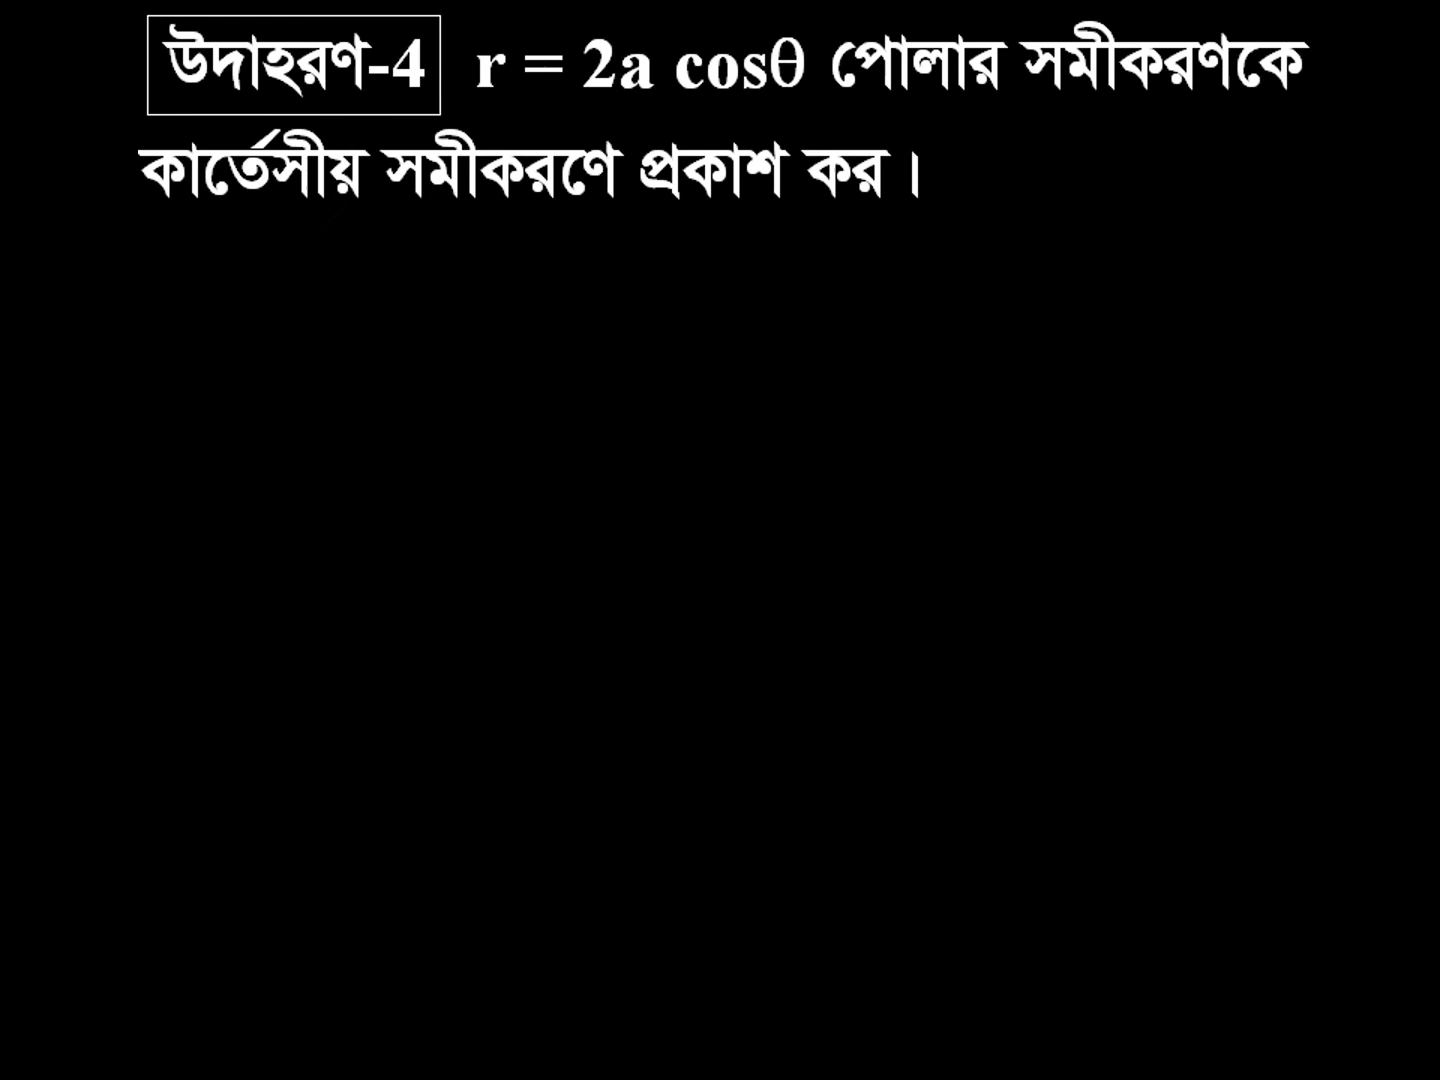 উদাহরণ-4 r = 2a cosθ পোলার সমীকরণকে
কার্তেসীয় সমীকরণে প্রকাশ কর।